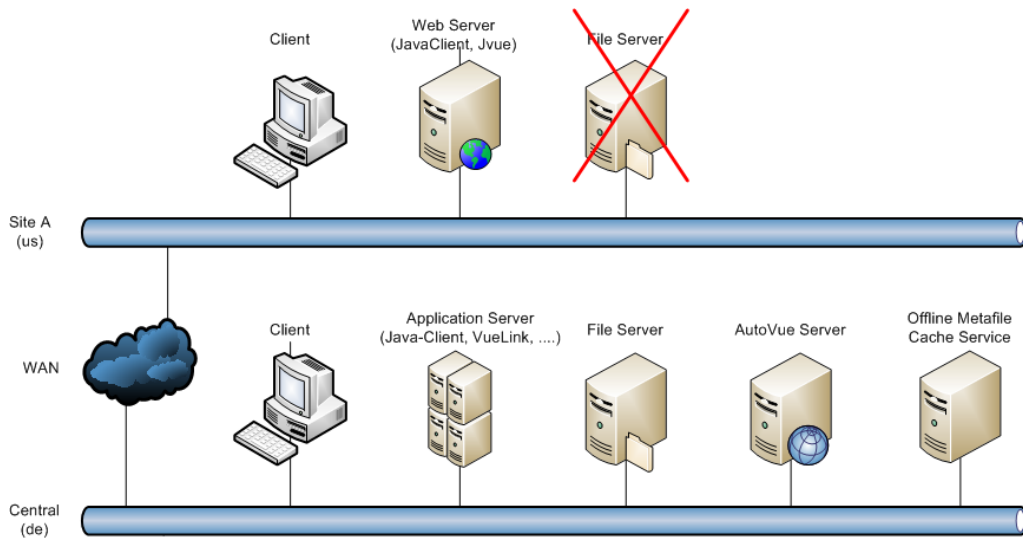 Client
Web Server
(JavaClient, Jvue)
File Server
Site A
(us)
WAN
Client
Application Server
(Java-Client, VueLink, ....)
File Server
AutoVue Server
Offline Metafile
Cache Service
Central
(de)